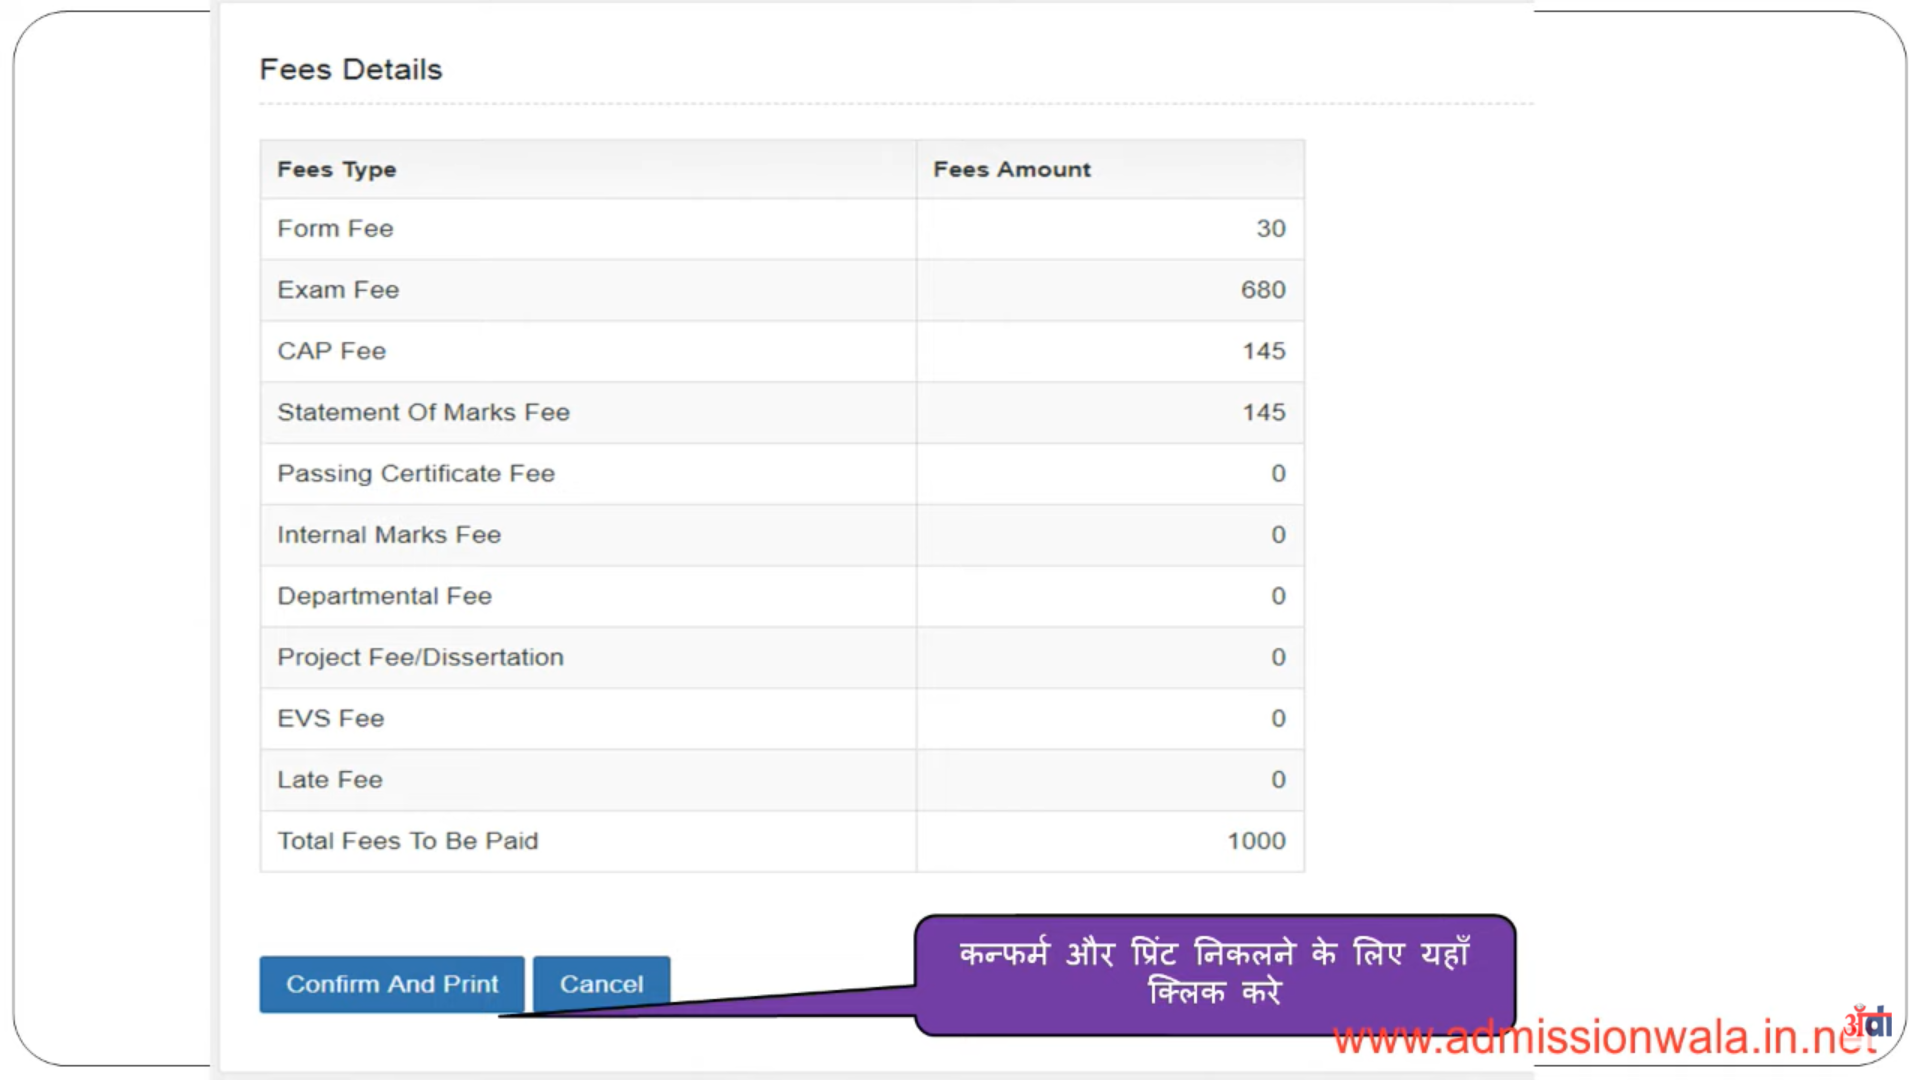 Fees Details
Fees Type Fees Amount
Form Fee 30
Exam Fee 680
CAP Fee 145
Statement Of Marks Fee 145
Passing Certificate Fee 0
Internal Marks Fee 0
Departmental Fee 0
Project Fee/Dissertation 0
EVS Fee 0
Late Fee 0
Total Fees To Be Paid 1000
कन्फर्म और प्रिंट निकलने के लिए यहाँ
क्लिक करे
Confirm And Print Cancel
www.admissionwala.in.net